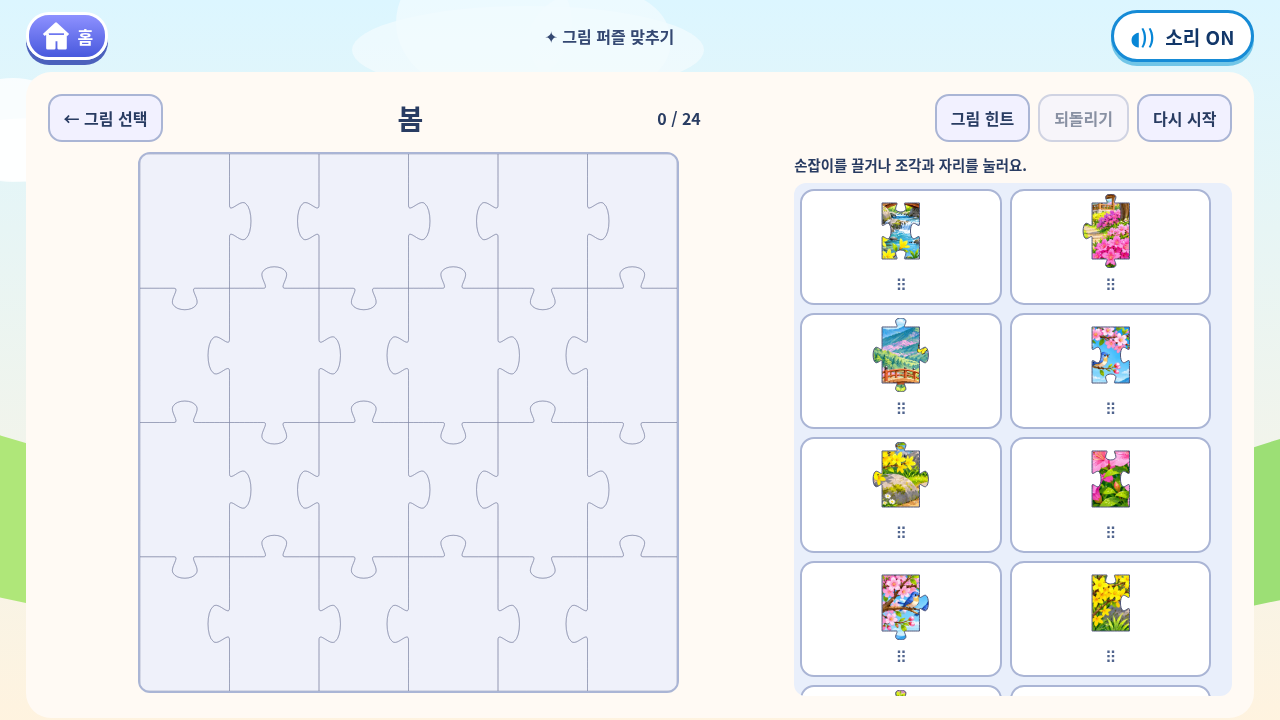 홈
✦ 그림 퍼즐 맞추기
소리 ON
← 그림 선택
봄
0 / 24
그림 힌트
되돌리기
다시 시작
손잡이를 끌거나 조각과 자리를 눌러요.